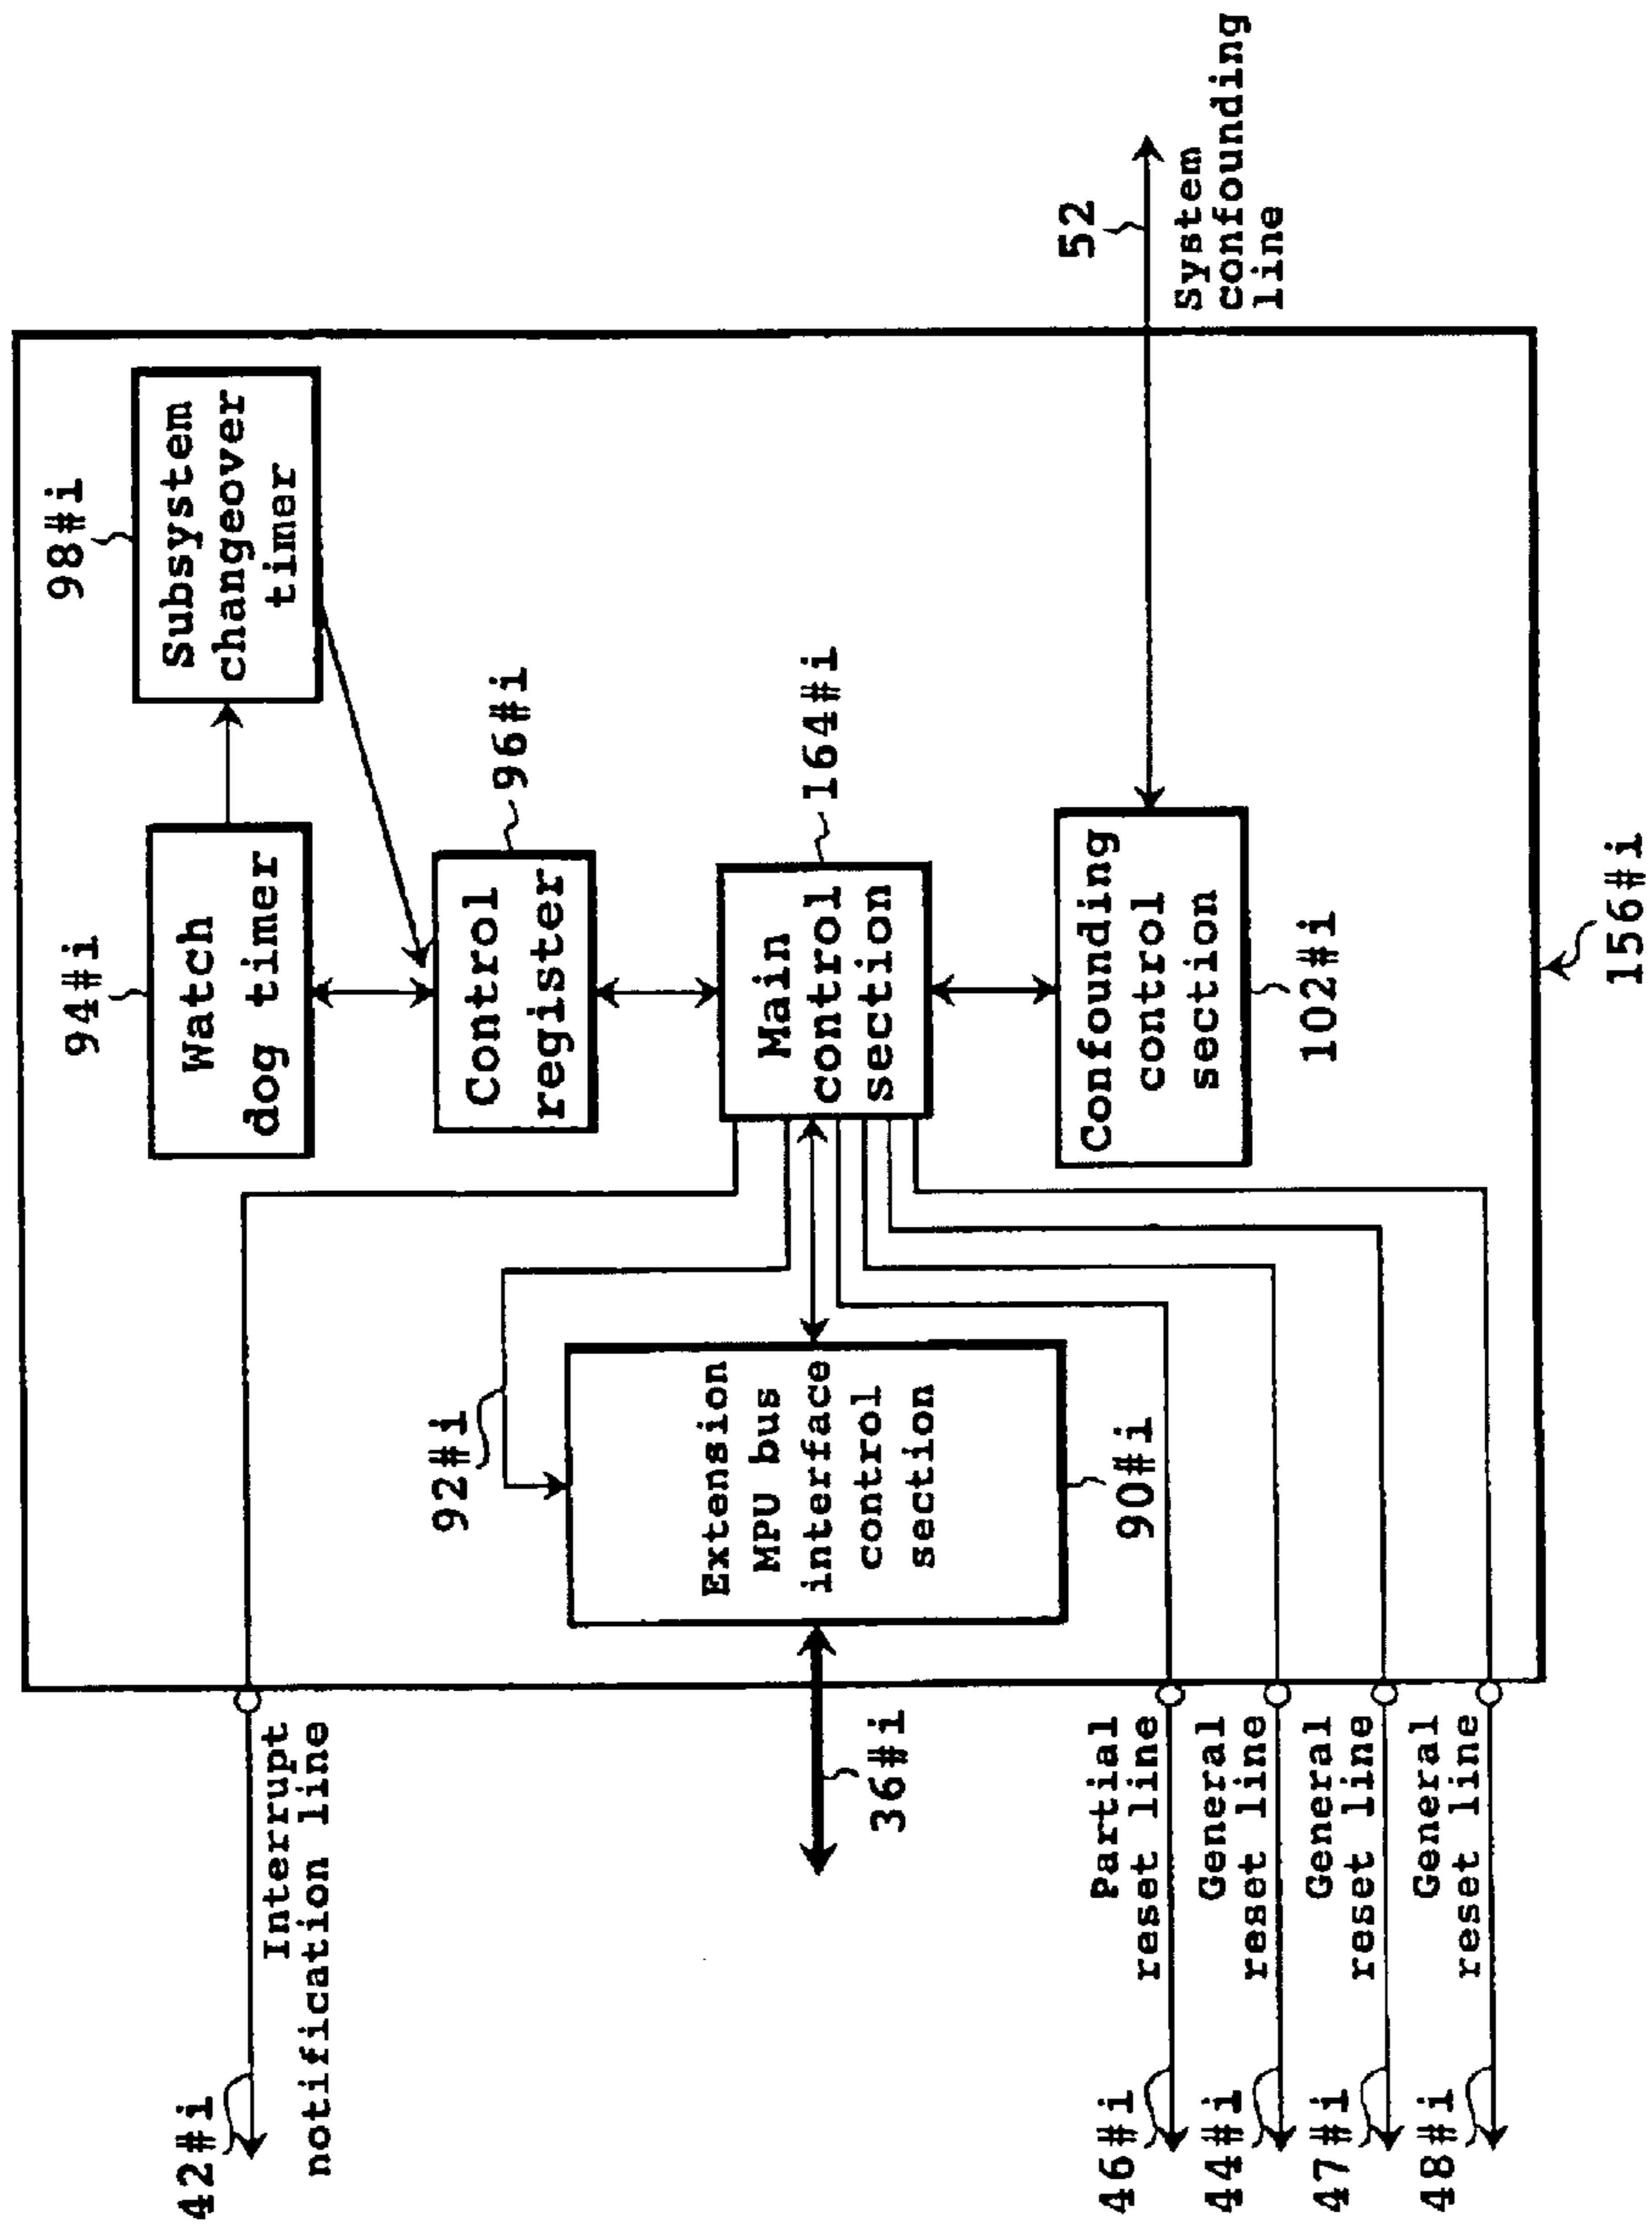 42#i
Interrupt
notification line
94#i
Watch
dog timer
98#i
Subsystem
changeover
timer
92#i
96#i
Control
register
Extension
MPU bus
interface
control
section
90#i
36#i
164#i
Main
control
section
52
System
confounding
line
Confounding
control
section
102#i
46#i
Partial
reset line
44#i
General
reset line
47#i
General
reset line
48#i
General
reset line
156#i